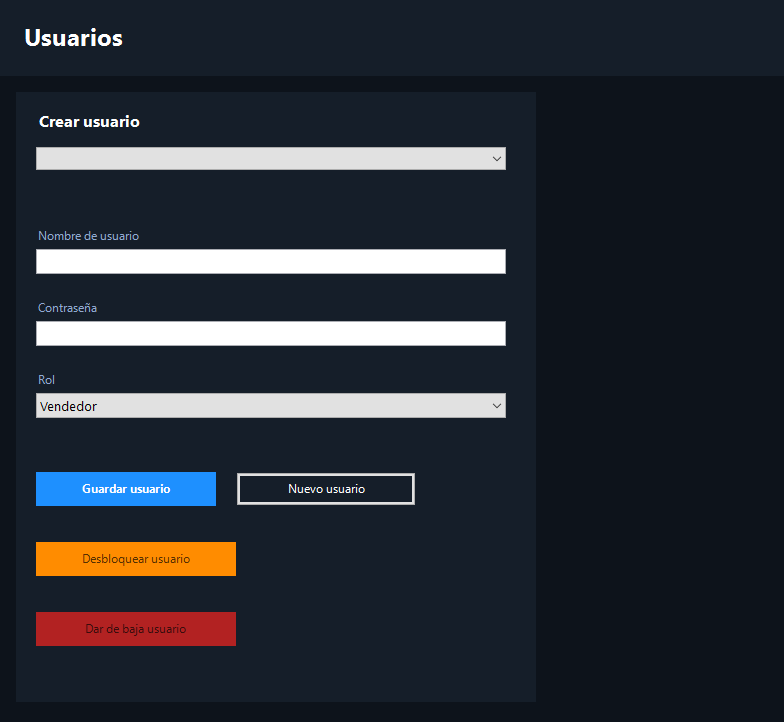 Usuarios
Crear usuario
Nombre de usuario
Contraseña
Rol
Vendedor
Guardar usuario
Nuevo usuario
Desbloquear usuario
Dar de baja usuario